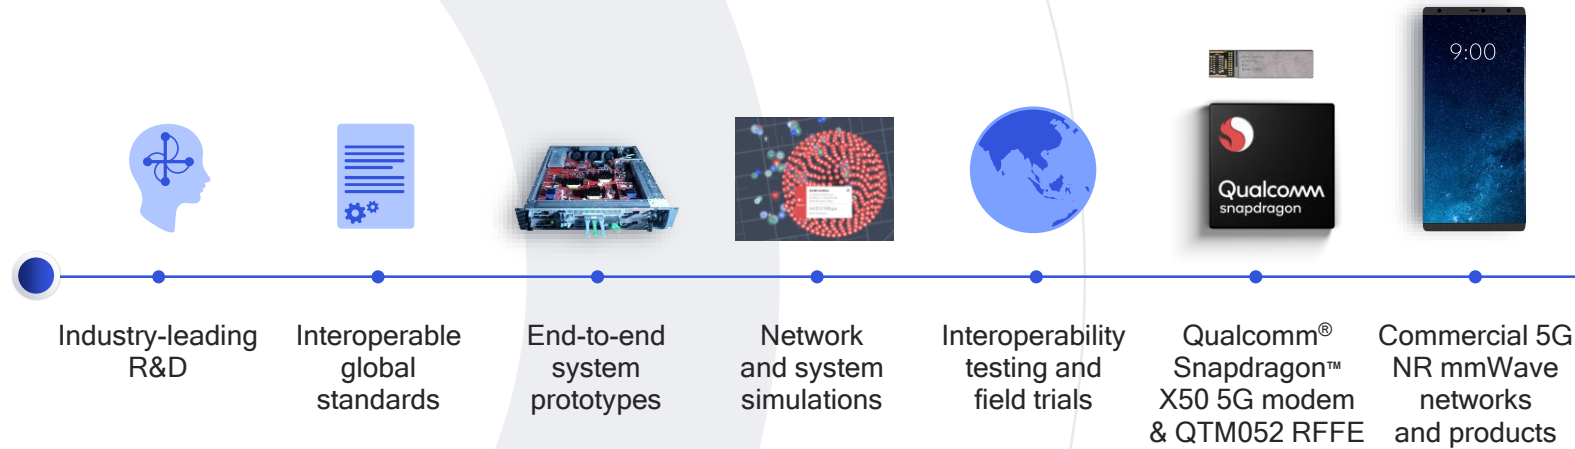 9:00
Qualcomm
snapdragon
Industry-leading
R&D
Interoperable
global
standards
End-to-end
system
prototypes
Network
and system
simulations
Interoperability
testing and
field trials
Qualcomm®
Snapdragon™
X50 5G modem
& QTM052 RFFE
Commercial 5G
NR mmWave
networks
and products